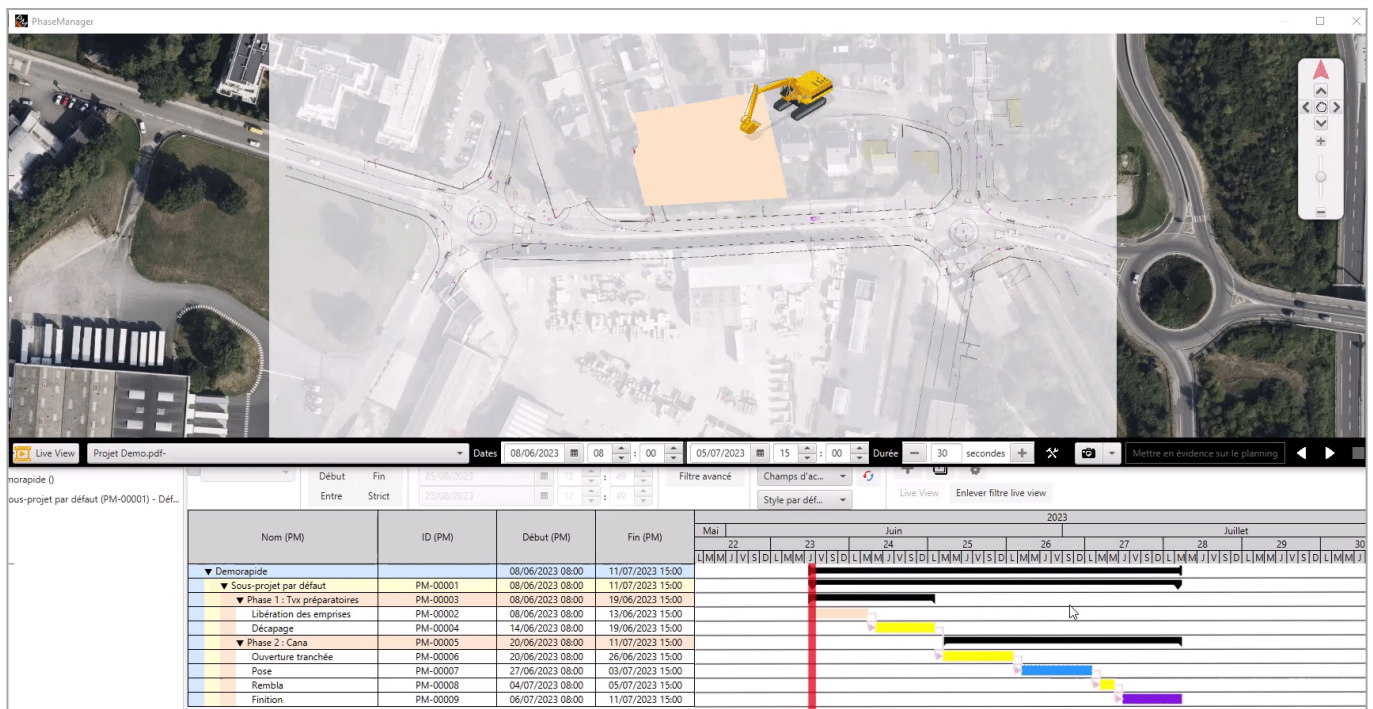 PhaseManager
Live View Projet Demo.pdf- Dates 08/06/2023 08 : 00 05/07/2023 15 : 00 Durée 30 secondes Mettre en évidence sur le planning
norapide ()
ous-projet par défaut (PM-00001) - Déf...
Début Fin 25/08/2023 12 : 49 Filtre avancé Champs d'ac...
Entre Strict 25/08/2023 12 : 49 Style par déf... Live View Enlever filtre live view
Nom (PM) ID (PM) Début (PM) Fin (PM)
2023
Mai Juin Juillet
22 23 24 25 26 27 28 29 30
L M M J V S D L M M J V S D L M M J V S D L M M J V S D L M M J V S D L M M J V S D L M M J V S D L M M J V S D L M M J
Demorapide 08/06/2023 08:00 11/07/2023 15:00
Sous-projet par défaut PM-00001 08/06/2023 08:00 11/07/2023 15:00
Phase 1 : Tvx préparatoires PM-00003 08/06/2023 08:00 19/06/2023 15:00
Libération des emprises PM-00002 08/06/2023 08:00 13/06/2023 15:00
Décapage PM-00004 14/06/2023 08:00 19/06/2023 15:00
Phase 2 : Cana PM-00005 20/06/2023 08:00 11/07/2023 15:00
Ouverture tranchée PM-00006 20/06/2023 08:00 26/06/2023 15:00
Pose PM-00007 27/06/2023 08:00 03/07/2023 15:00
Rembla PM-00008 04/07/2023 08:00 05/07/2023 15:00
Finition PM-00009 06/07/2023 08:00 11/07/2023 15:00